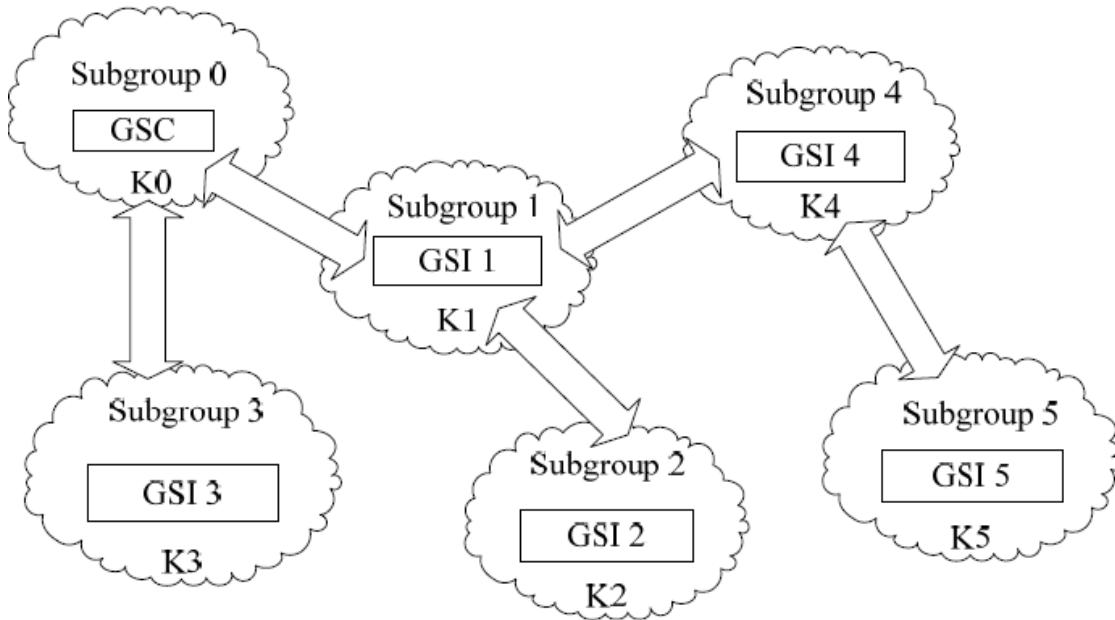 Subgroup 0
GSC
K0
Subgroup 1
GSI 1
K1
Subgroup 4
GSI 4
K4
Subgroup 3
GSI 3
K3
Subgroup 2
GSI 2
K2
Subgroup 5
GSI 5
K5